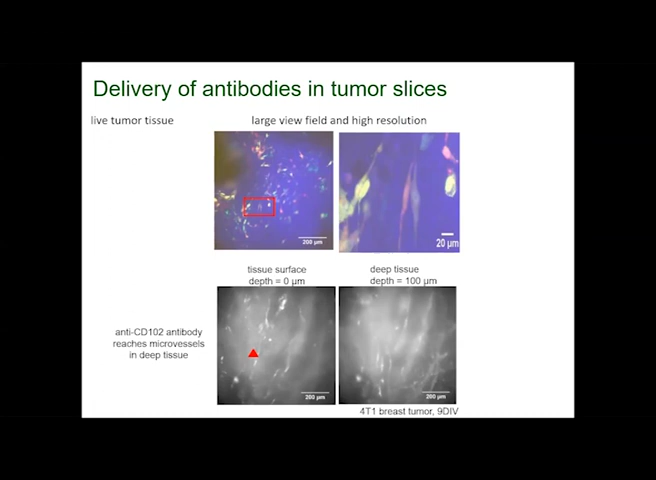 Delivery of antibodies in tumor slices
live tumor tissue
large view field and high resolution
200 µm
20 µm
tissue surface
depth = 0 µm
deep tissue
depth = 100 µm
anti-CD102 antibody
reaches microvessels
in deep tissue
200 µm
200 µm
4T1 breast tumor, 9DIV